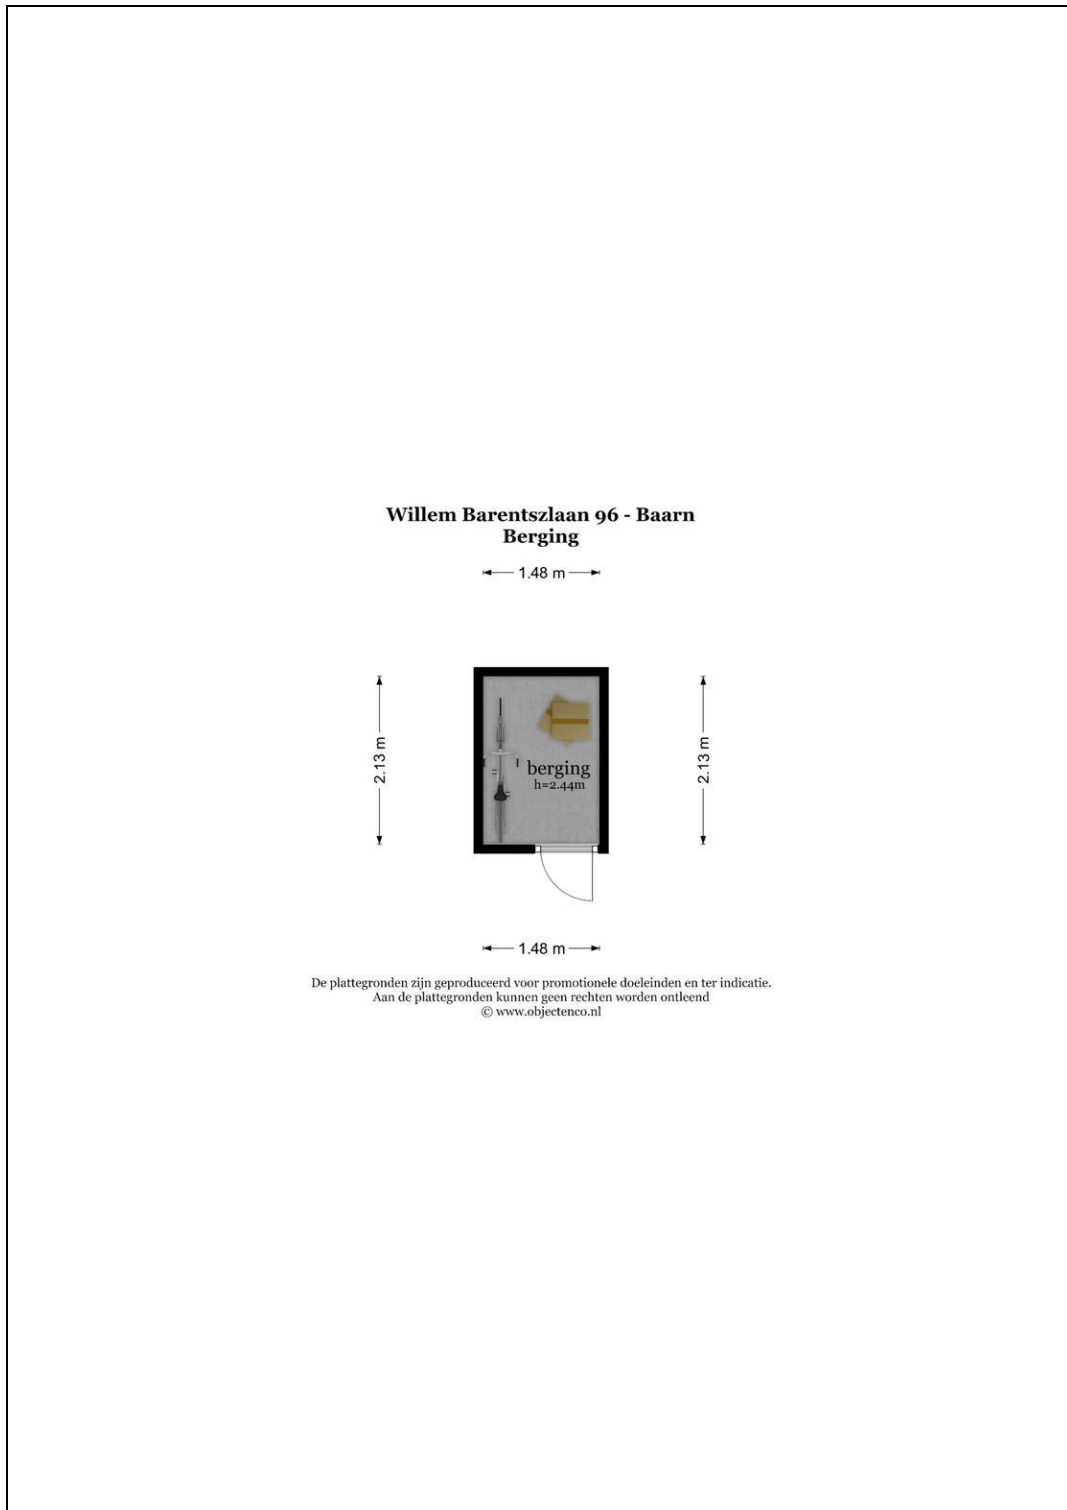 Willem Barentszlaan 96 - Baarn
Berging
1.48 m
2.13 m
2.13 m
berging
h=2.44m
1.48 m
De plattegronden zijn geproduceerd voor promotionele doeleinden en ter indicatie.
Aan de plattegronden kunnen geen rechten worden ontleend
© www.objectenco.nl